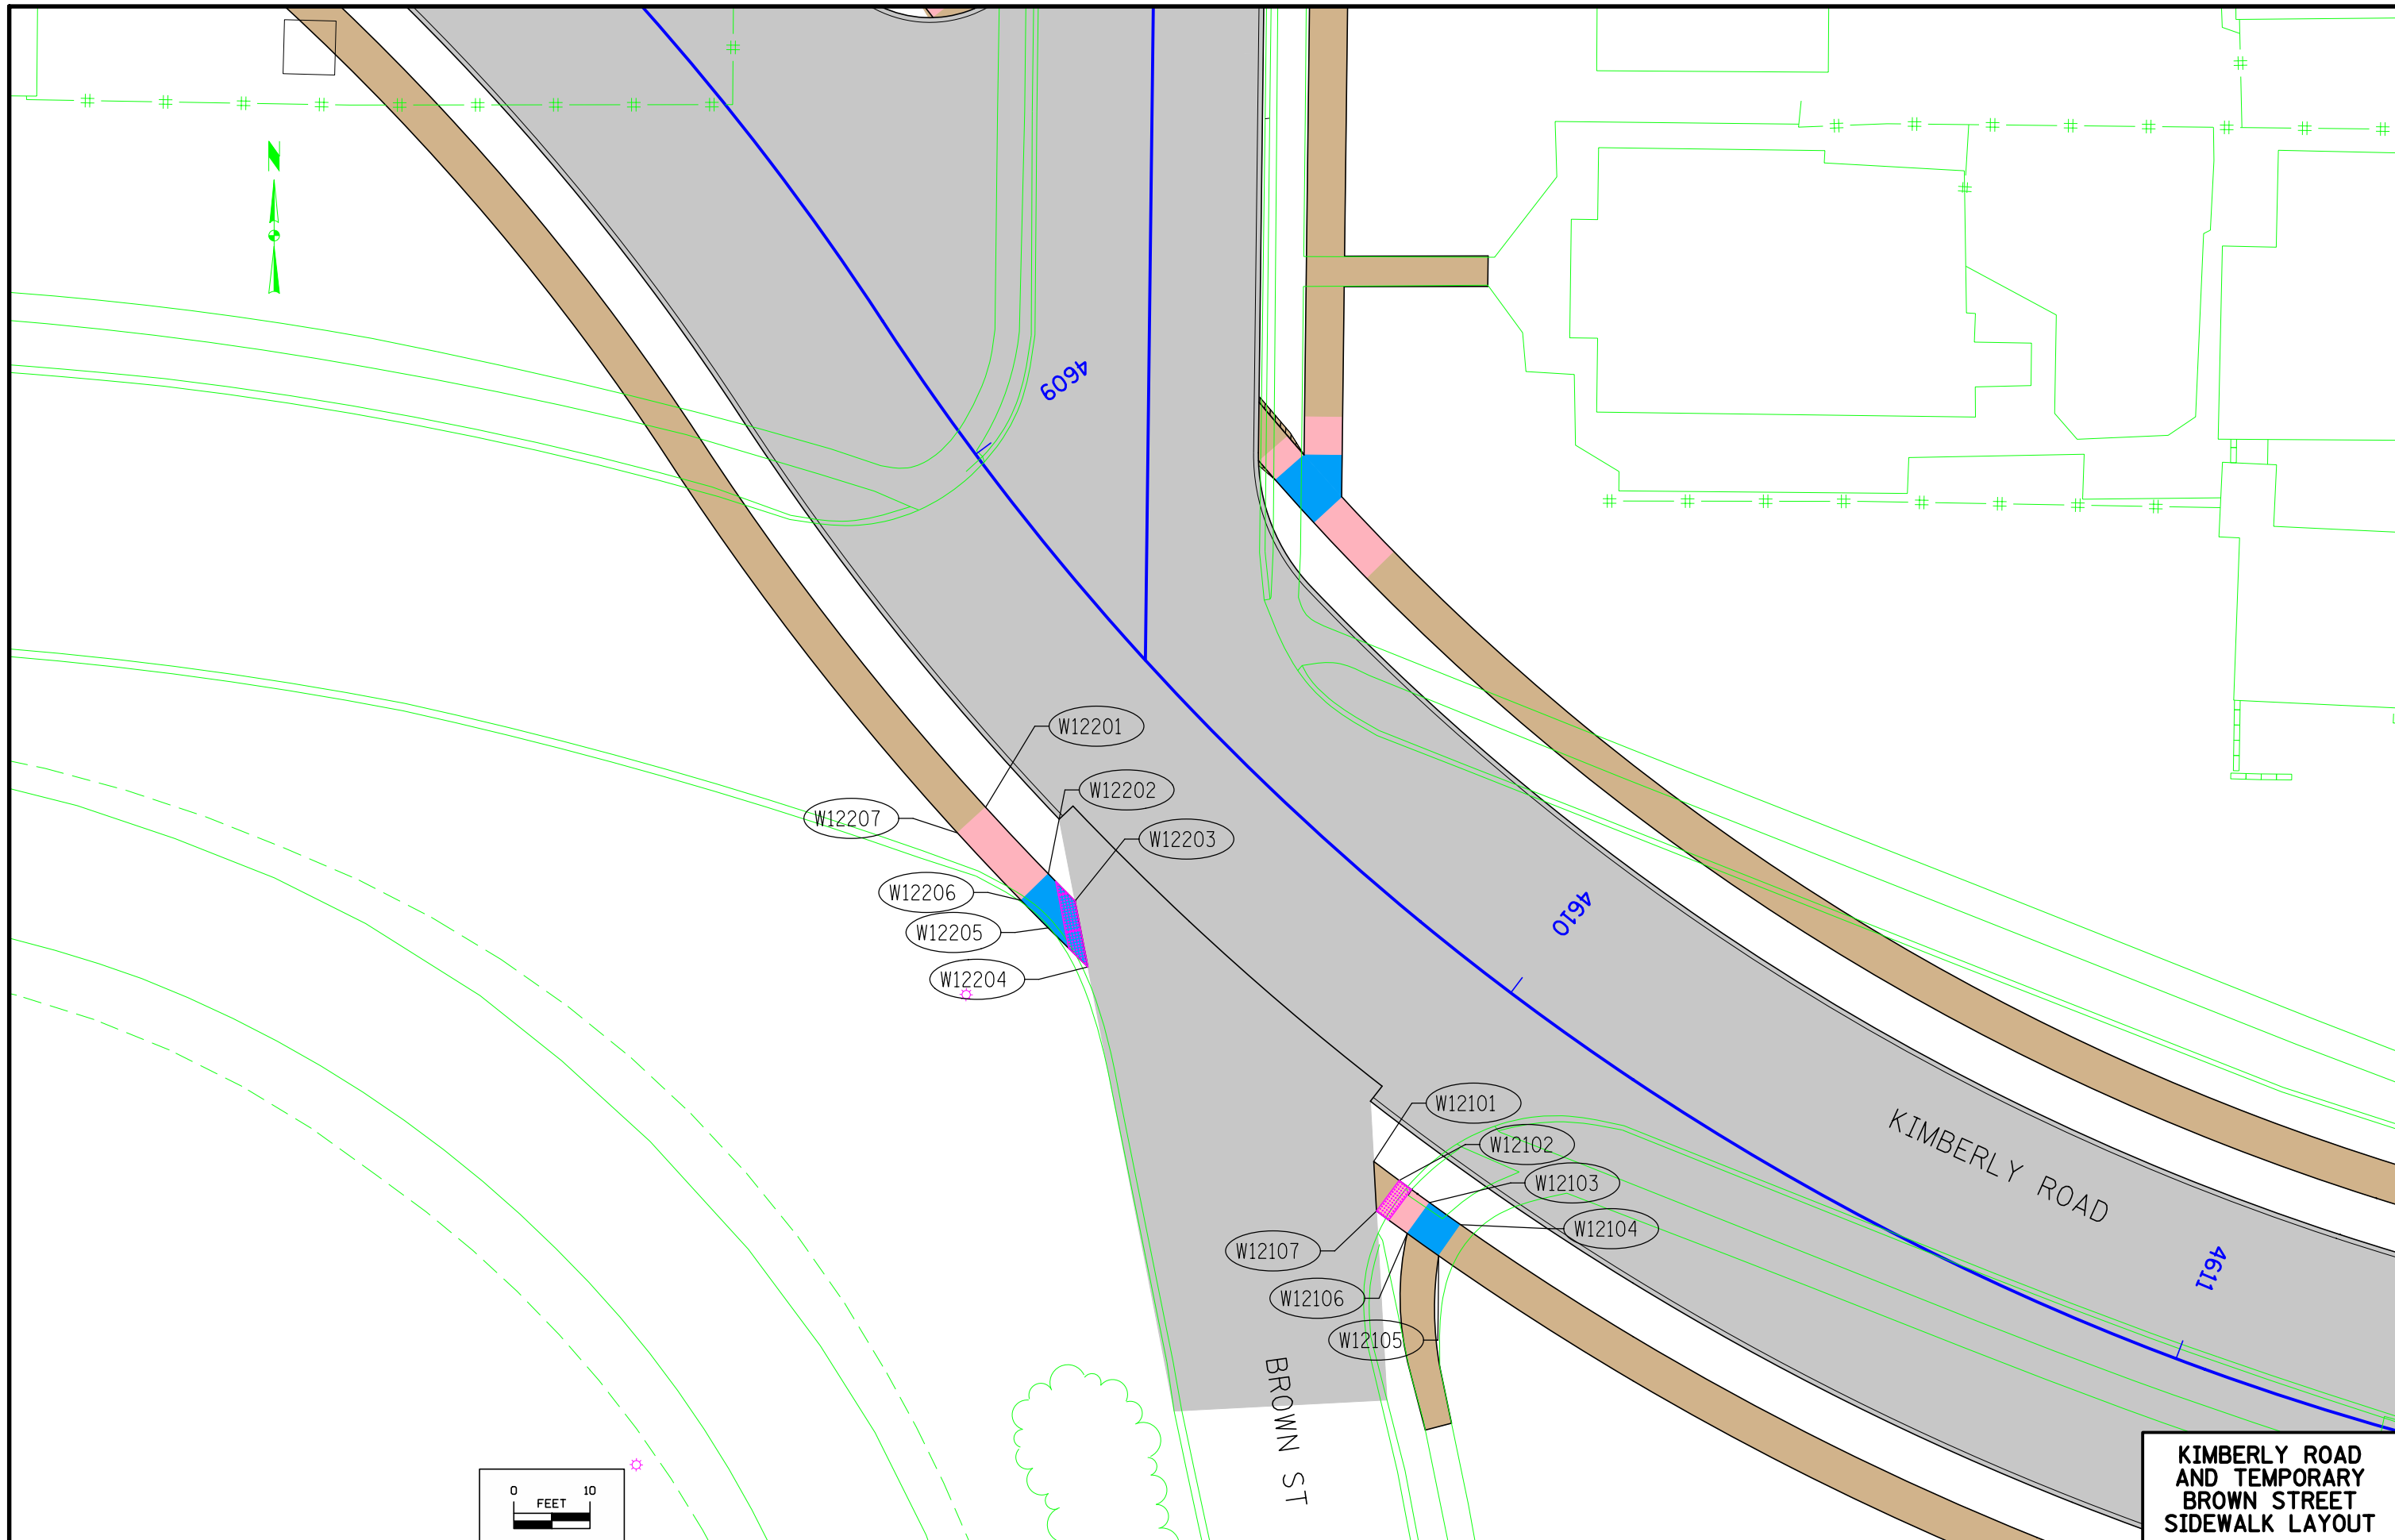 N
4609
W12201
W12202
W12207
W12203
W12206
W12205
W12204
4610
W12101
W12102
W12103
W12104
W12107
W12106
W12105
KIMBERLY ROAD
4611
BROWN ST
0 10
FEET
KIMBERLY ROAD
AND TEMPORARY
BROWN STREET
SIDEWALK LAYOUT